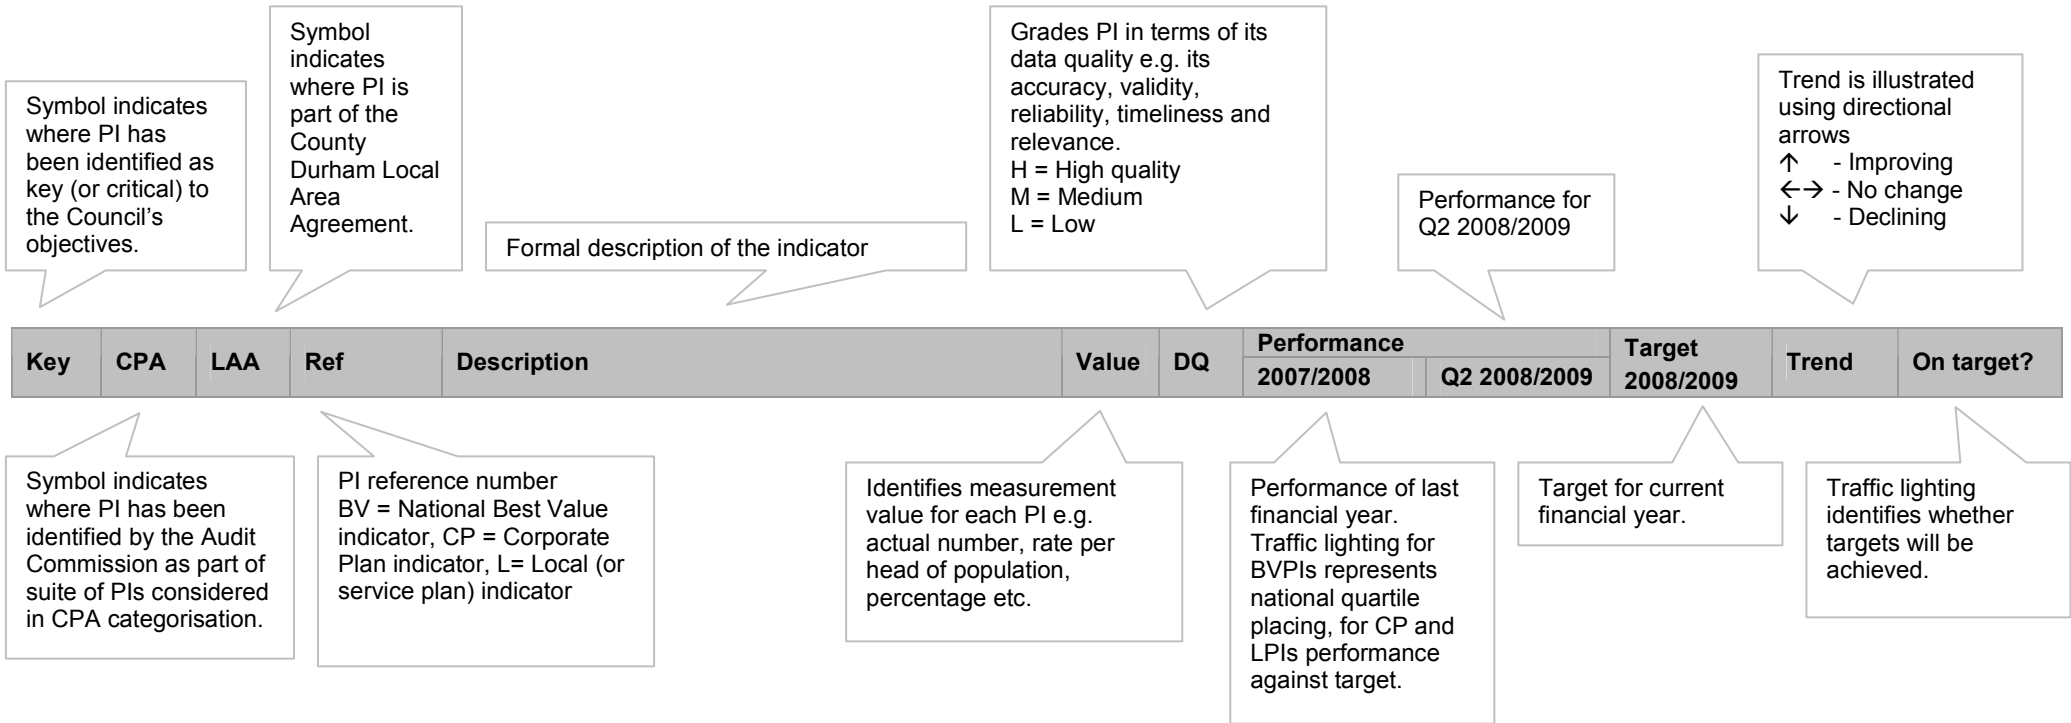 Symbol indicates
where PI has
been identified as
key (or critical) to
the Council's
objectives.
Symbol
indicates
where PI is
part of the
County
Durham Local
Area
Agreement.
Formal description of the indicator
Grades PI in terms of its
data quality e.g. its
accuracy, validity,
reliability, timeliness and
relevance.
H = High quality
M = Medium
L = Low
Performance for
Q2 2008/2009
Trend is illustrated
using directional
arrows
↑ - Improving
←→ - No change
↓ - Declining
Key CPA LAA Ref Description Value DQ Performance 2007/2008 Q2 2008/2009 Target 2008/2009 Trend On target?
Symbol indicates
where PI has been
identified by the Audit
Commission as part of
suite of PIs considered
in CPA categorisation.
PI reference number
BV = National Best Value
indicator, CP = Corporate
Plan indicator, L= Local (or
service plan) indicator
Identifies measurement
value for each PI e.g.
actual number, rate per
head of population,
percentage etc.
Performance of last
financial year.
Traffic lighting for
BVPIs represents
national quartile
placing, for CP and
LPIs performance
against target.
Target for current
financial year.
Traffic lighting
identifies whether
targets will be
achieved.